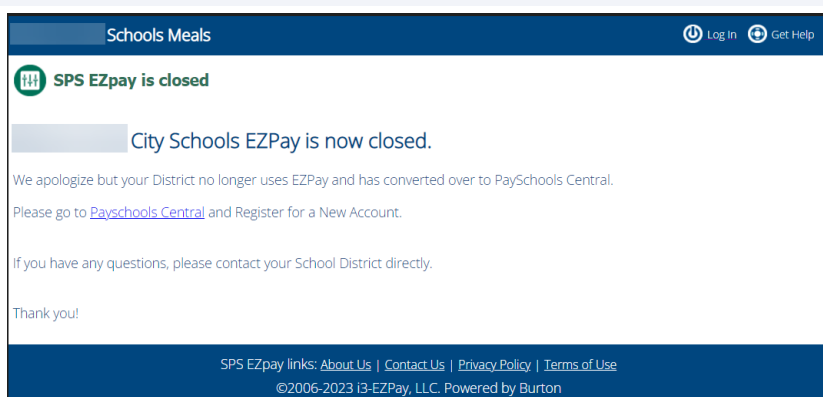 Schools Meals
Log In Get Help
SPS EZpay is closed
City Schools EZPay is now closed.
We apologize but your District no longer uses EZPay and has converted over to PaySchools Central.
Please go to Payschools Central and Register for a New Account.
If you have any questions, please contact your School District directly.
Thank you!
SPS EZpay links: About Us | Contact Us | Privacy Policy | Terms of Use
©2006-2023 i3-EZPay, LLC. Powered by Burton